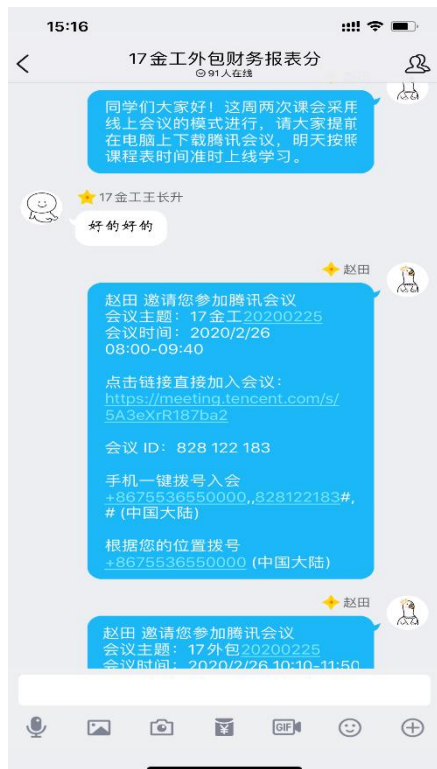 15:16
17金工外包财务报表分
91人在线
同学们大家好！这周两次课会采用
线上会议的模式进行，请大家提前
在电脑上下载腾讯会议，明天按照
课程表时间准时上线学习。
17金工王长升
好的好的
赵田
赵田 邀请您参加腾讯会议
会议主题：17金工20200225
会议时间：2020/2/26
08:00-09:40
点击链接直接加入会议：
https://meeting.tencent.com/s/
5A3eXrR187ba2
会议 ID：828 122 183
手机一键拨号入会
+8675536550000,,828122183#,
# (中国大陆)
根据您的位置拨号
+8675536550000 (中国大陆)
赵田
赵田 邀请您参加腾讯会议
会议主题：17外包20200225
会议时间：2020/2/26 10:10-11:50
GIF